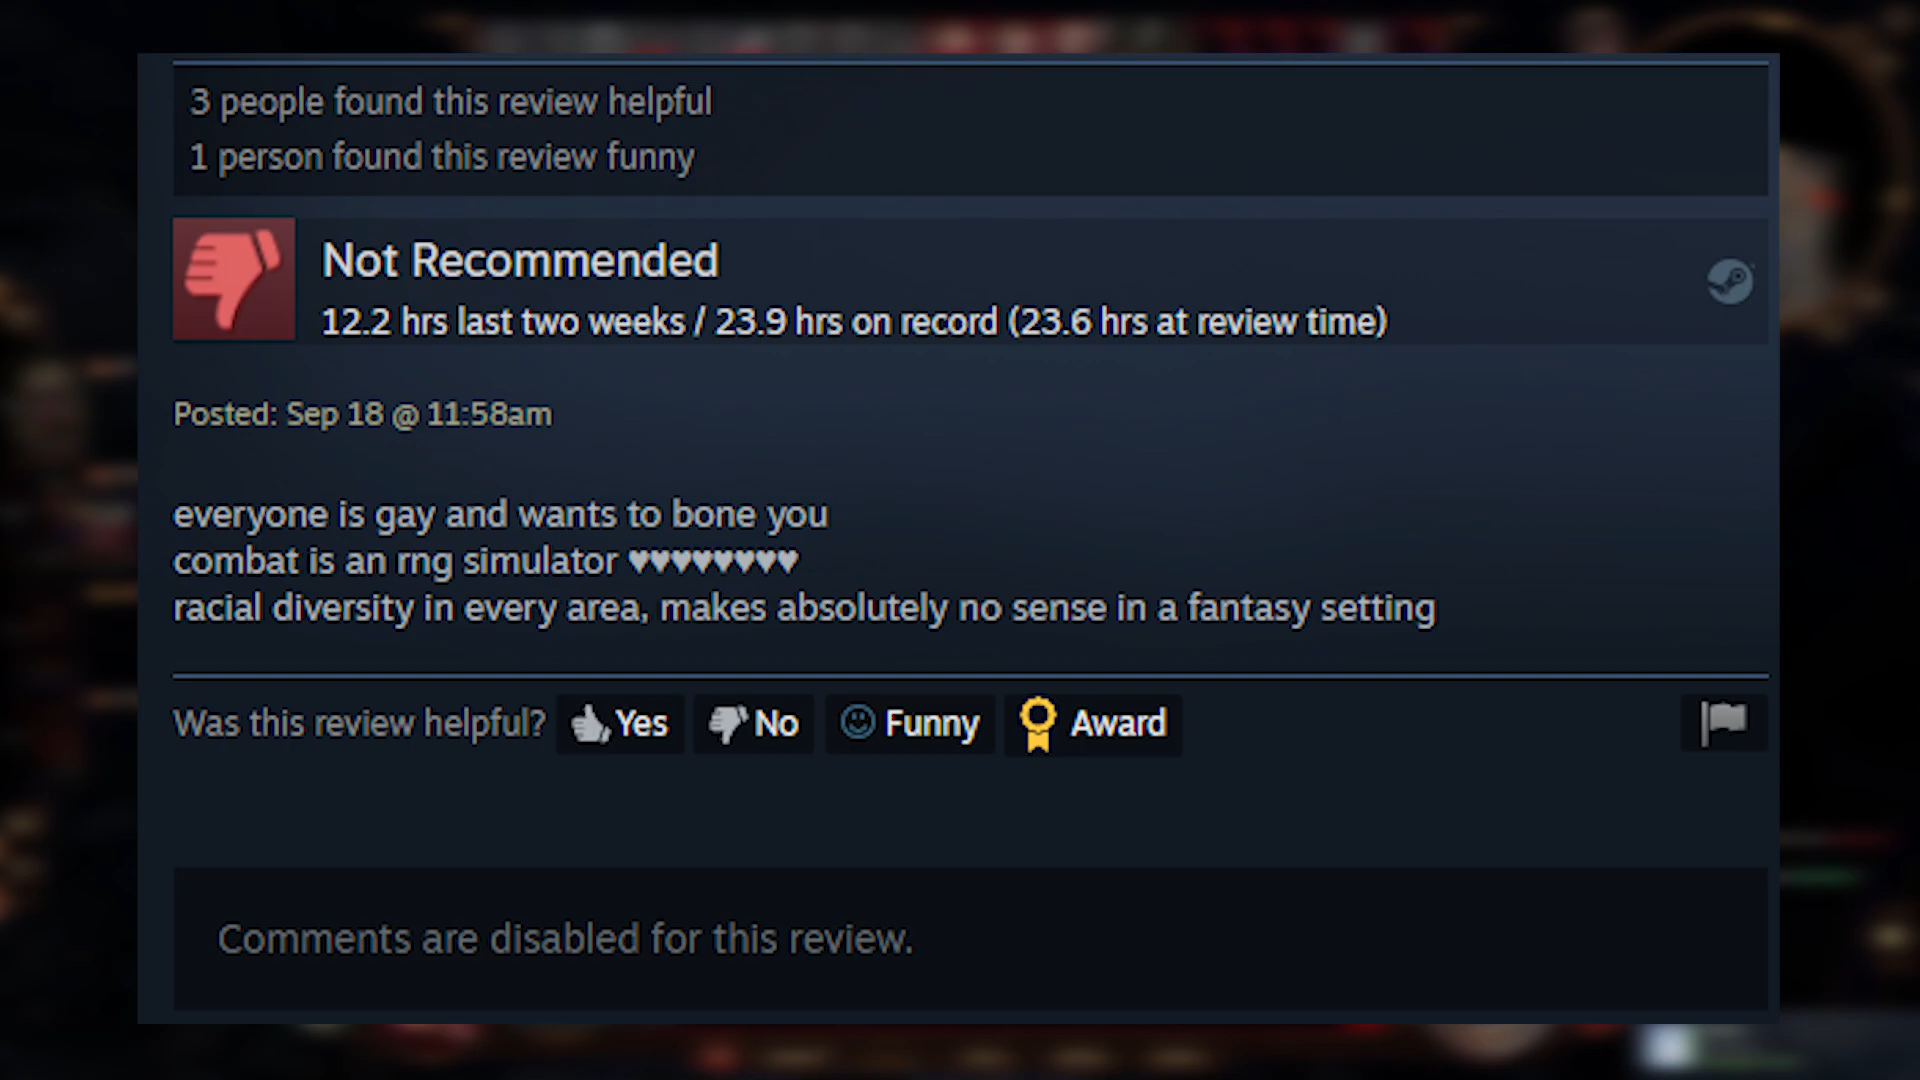 3 people found this review helpful
1 person found this review funny
Not Recommended
12.2 hrs last two weeks / 23.9 hrs on record (23.6 hrs at review time)
Posted: Sep 18 @ 11:58am
everyone is gay and wants to bone you
combat is an rng simulator ♥♥♥♥♥♥♥♥
racial diversity in every area, makes absolutely no sense in a fantasy setting
Was this review helpful? Yes No Funny Award
Comments are disabled for this review.